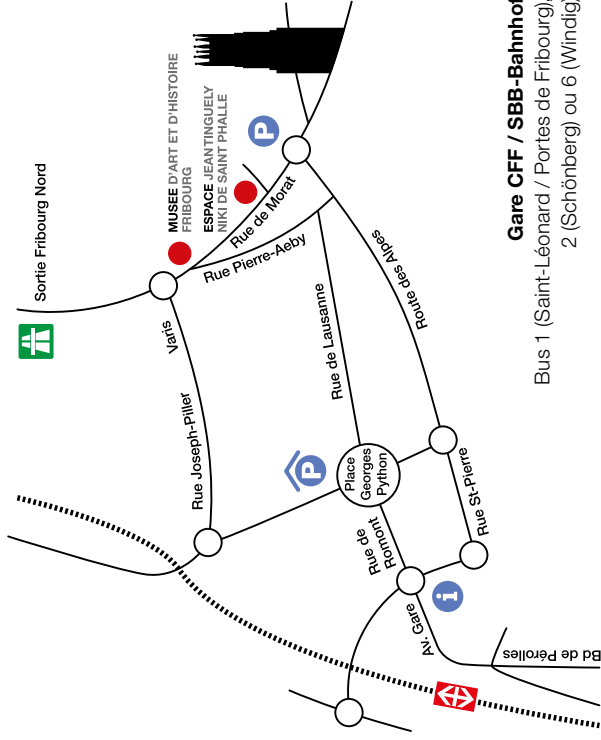 Sortie Fribourg Nord
MUSEE D'ART ET D'HISTOIRE
FRIBOURG
ESPACE JEAN TINGUELY
NIKI DE SAINT PHALLE
P
Rue de Morat
Rue Pierre-Aeby
Varis
Rue Joseph-Piller
Rue de Lausanne
Route des Alpes
P
Place
Georges
Python
Rue de
Romont
Rue St-Pierre
i
Av. Gare
Bd de Pérolles
Gare CFF / SBB-Bahnhof
Bus 1 (Saint-Léonard / Portes de Fribourg),
2 (Schönberg) ou 6 (Windig)